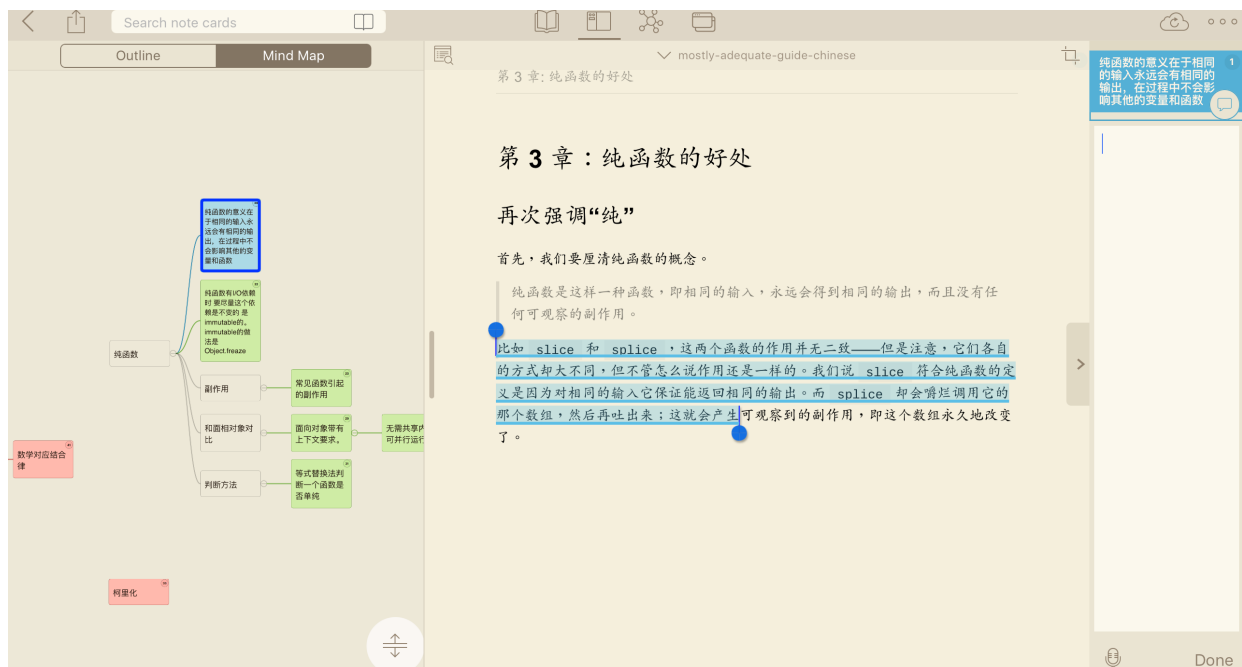 Search note cards
Outline
Mind Map
纯函数的意义在
于相同的输入永
远会有相同的输
出，在过程中不
会影响其他的变
量和函数
纯函数有I/O依赖
时 要尽量这个依
赖是不变的 是
immutable的。
immutable的做
法是
Object.freaze
纯函数
副作用
常见函数引起
的副作用
和面相对象对
比
面向对象带有
上下文要求。
无需共享内
可并行运行
数学对应结合
律
判断方法
等式替换法判
断一个函数是
否单纯
柯里化
mostly-adequate-guide-chinese
第 3 章: 纯函数的好处
第 3 章：纯函数的好处
再次强调“纯”
首先，我们要厘清纯函数的概念。
纯函数是这样一种函数，即相同的输入，永远会得到相同的输出，而且没有任
何可观察的副作用。
比如 slice 和 splice ，这两个函数的作用并无二致——但是注意，它们各自
的方式却大不同，但不管怎么说作用还是一样的。我们说 slice 符合纯函数的定
义是因为对相同的输入它保证能返回相同的输出。而 splice 却会嚼烂调用它的
那个数组，然后再吐出来；这就会产生可观察到的副作用，即这个数组永久地改变
了。
纯函数的意义在于相同
的输入永远会有相同的
输出，在过程中不会影
响其他的变量和函数
1
Done